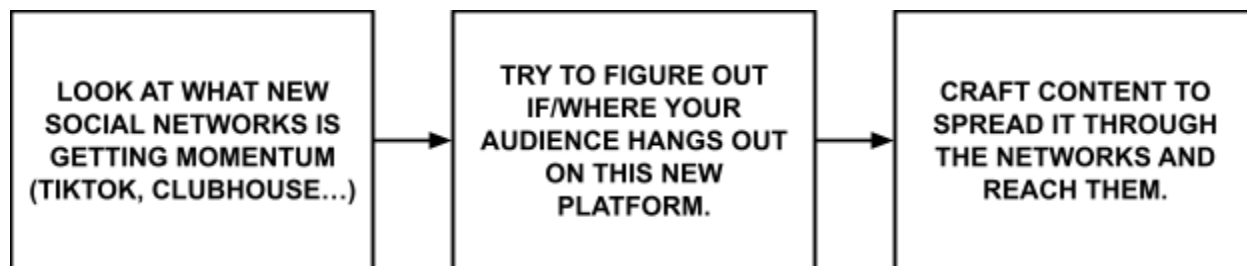 LOOK AT WHAT NEW
SOCIAL NETWORKS IS
GETTING MOMENTUM
(TIKTOK, CLUBHOUSE...)
TRY TO FIGURE OUT
IF/WHERE YOUR
AUDIENCE HANGS OUT
ON THIS NEW
PLATFORM.
CRAFT CONTENT TO
SPREAD IT THROUGH
THE NETWORKS AND
REACH THEM.